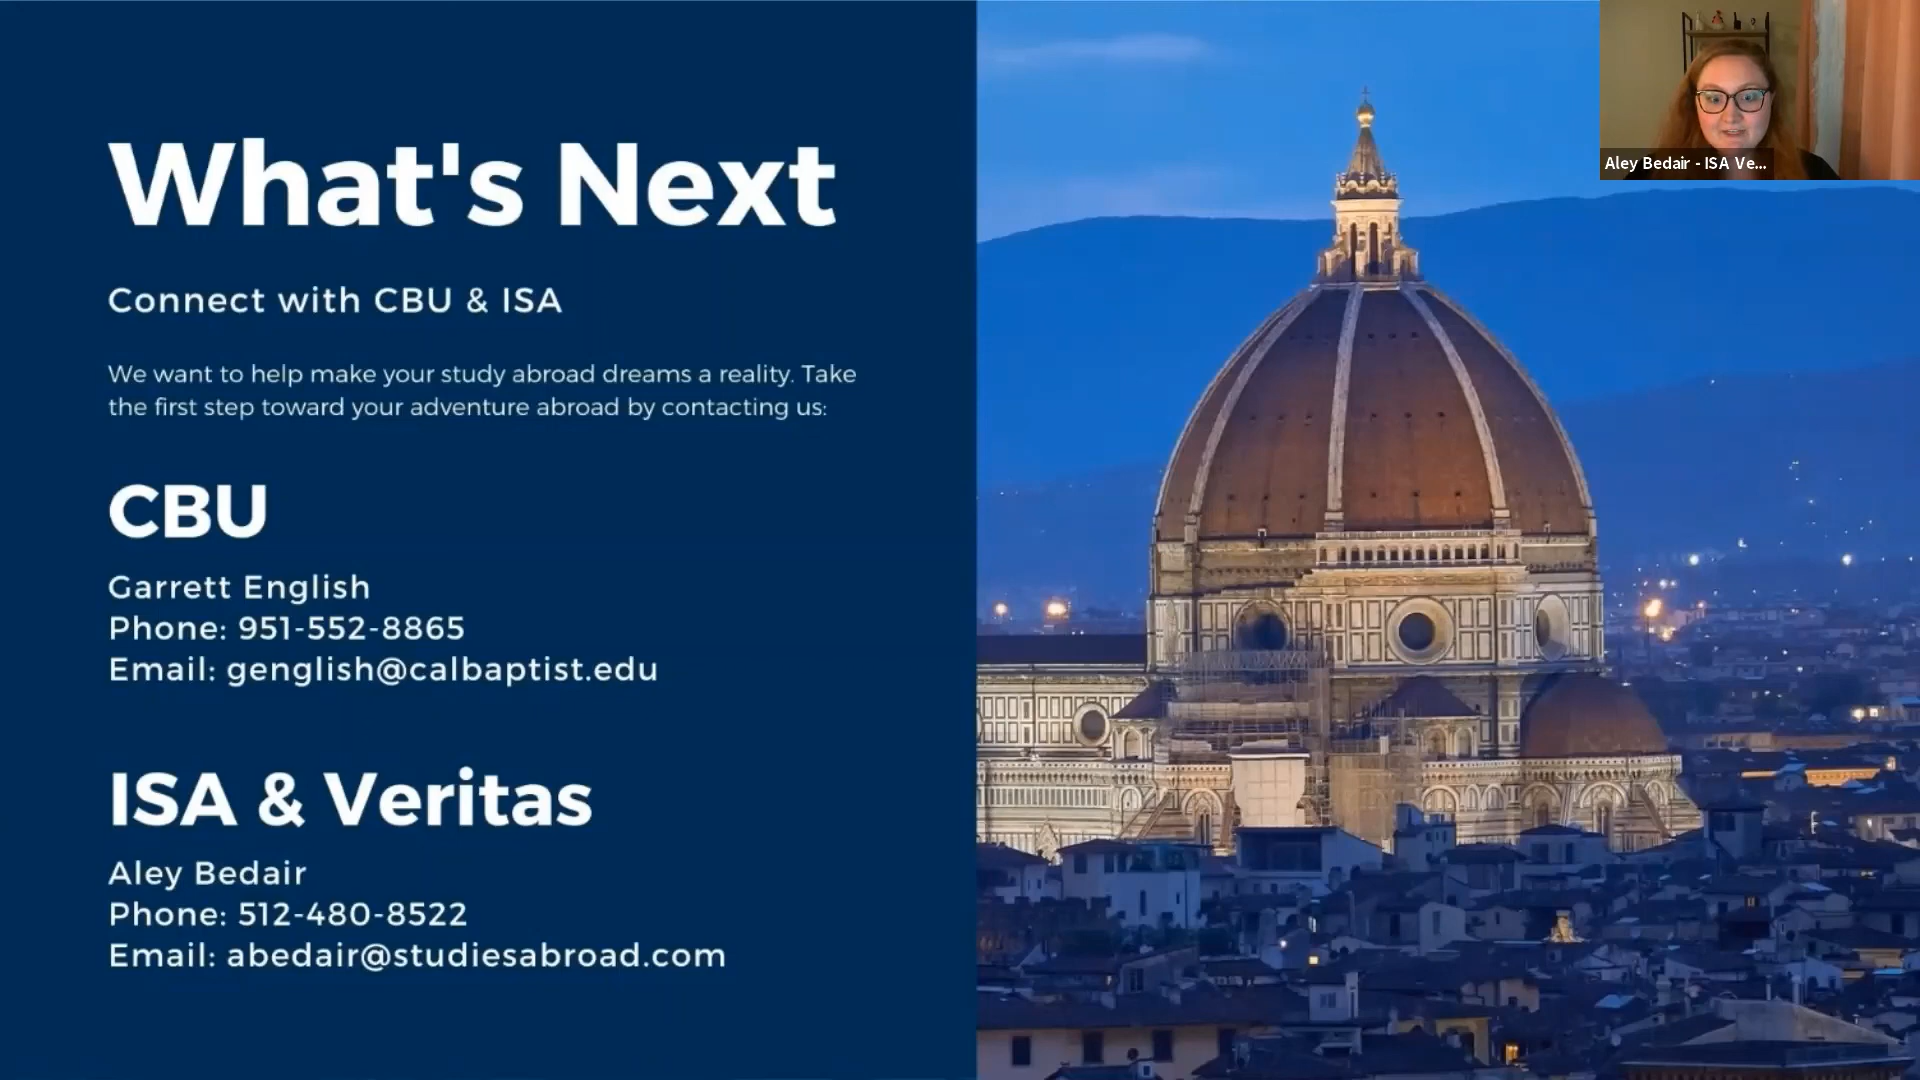 What's Next
Connect with CBU & ISA
We want to help make your study abroad dreams a reality. Take
the first step toward your adventure abroad by contacting us:
CBU
Garrett English
Phone: 951-552-8865
Email: genglish@calbaptist.edu
ISA & Veritas
Aley Bedair
Phone: 512-480-8522
Email: abedair@studiesabroad.com
Aley Bedair - ISA Ve...